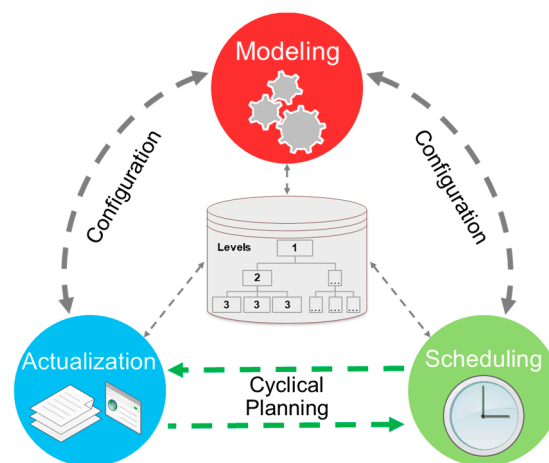 Modeling
Configuration
Configuration
Levels
1
2
...
3 3 3 ... ... ...
Actualization
Scheduling
Cyclical
Planning